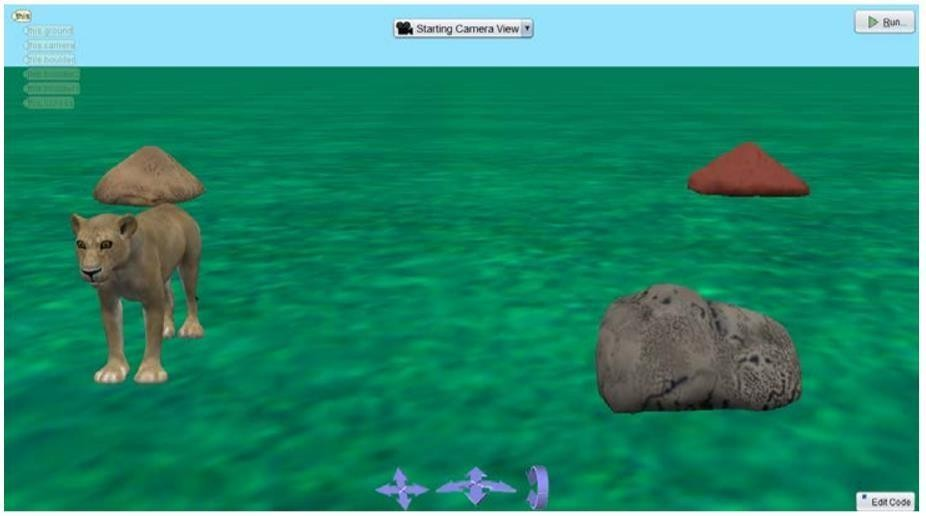 this
this.ground
this.camera
this.boulder
Starting Camera View
Run...
Edit Code